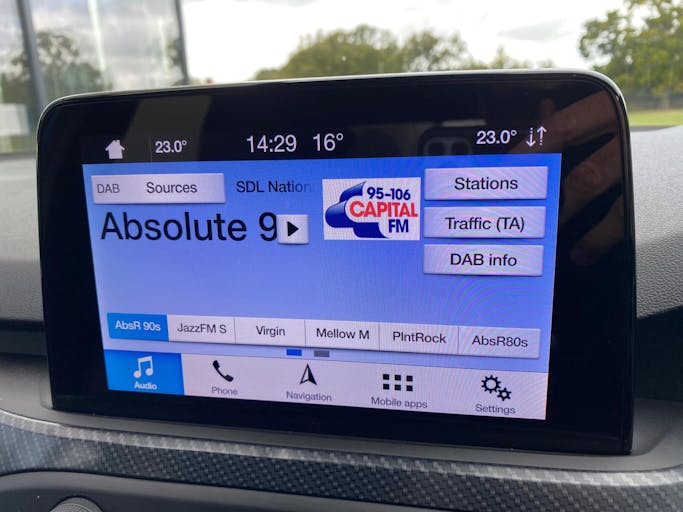 23.0° 14:29 16° 23.0°
DAB Sources SDL Nation
95-106
CAPITAL
FM
Stations
Absolute 9
Traffic (TA)
DAB info
AbsR 90s JazzFM S Virgin Mellow M PlntRock AbsR80s
Audio Phone Navigation Mobile apps Settings